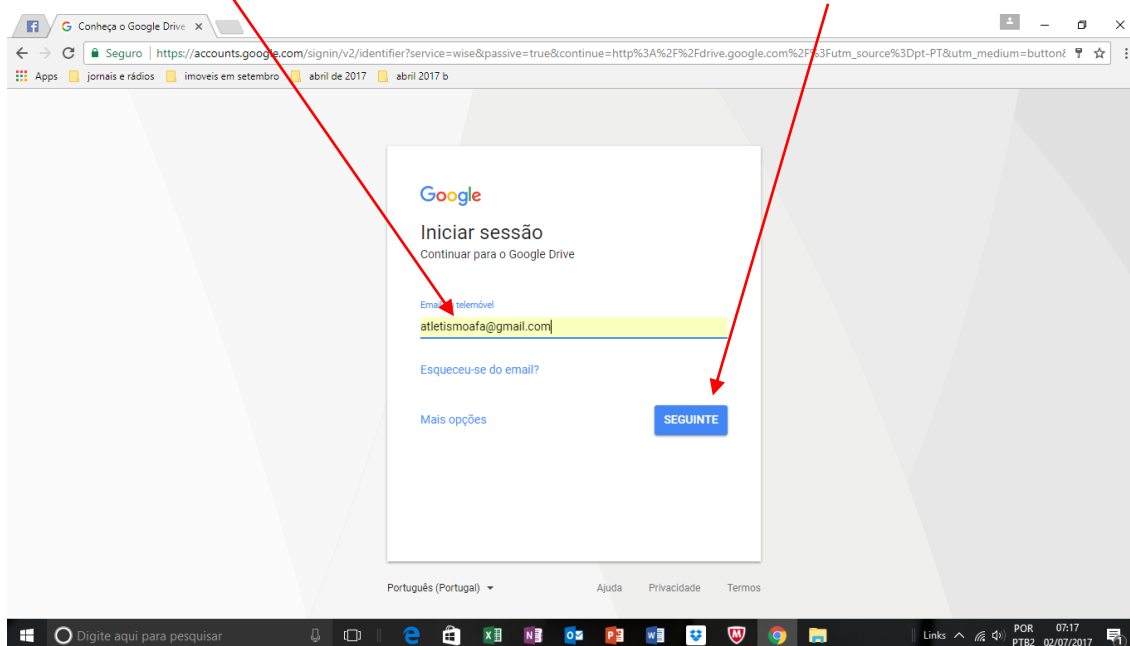 Conheça o Google Drive
Seguro | https://accounts.google.com/signin/v2/identifier?service=wise&passive=true&continue=http%3A%2F%2Fdrive.google.com%2F%3Futm_source%3Dpt-PT&utm_medium=button
Apps jornais e rádios imoveis em setembro abril de 2017 abril 2017 b
Google
Iniciar sessão
Continuar para o Google Drive
Email telemóvel
atletismoafa@gmail.com
Esqueceu-se do email?
Mais opções SEGUINTE
Português (Portugal) Ajuda Privacidade Termos
Digite aqui para pesquisar Links POR 07:17
PTB2 02/07/2017